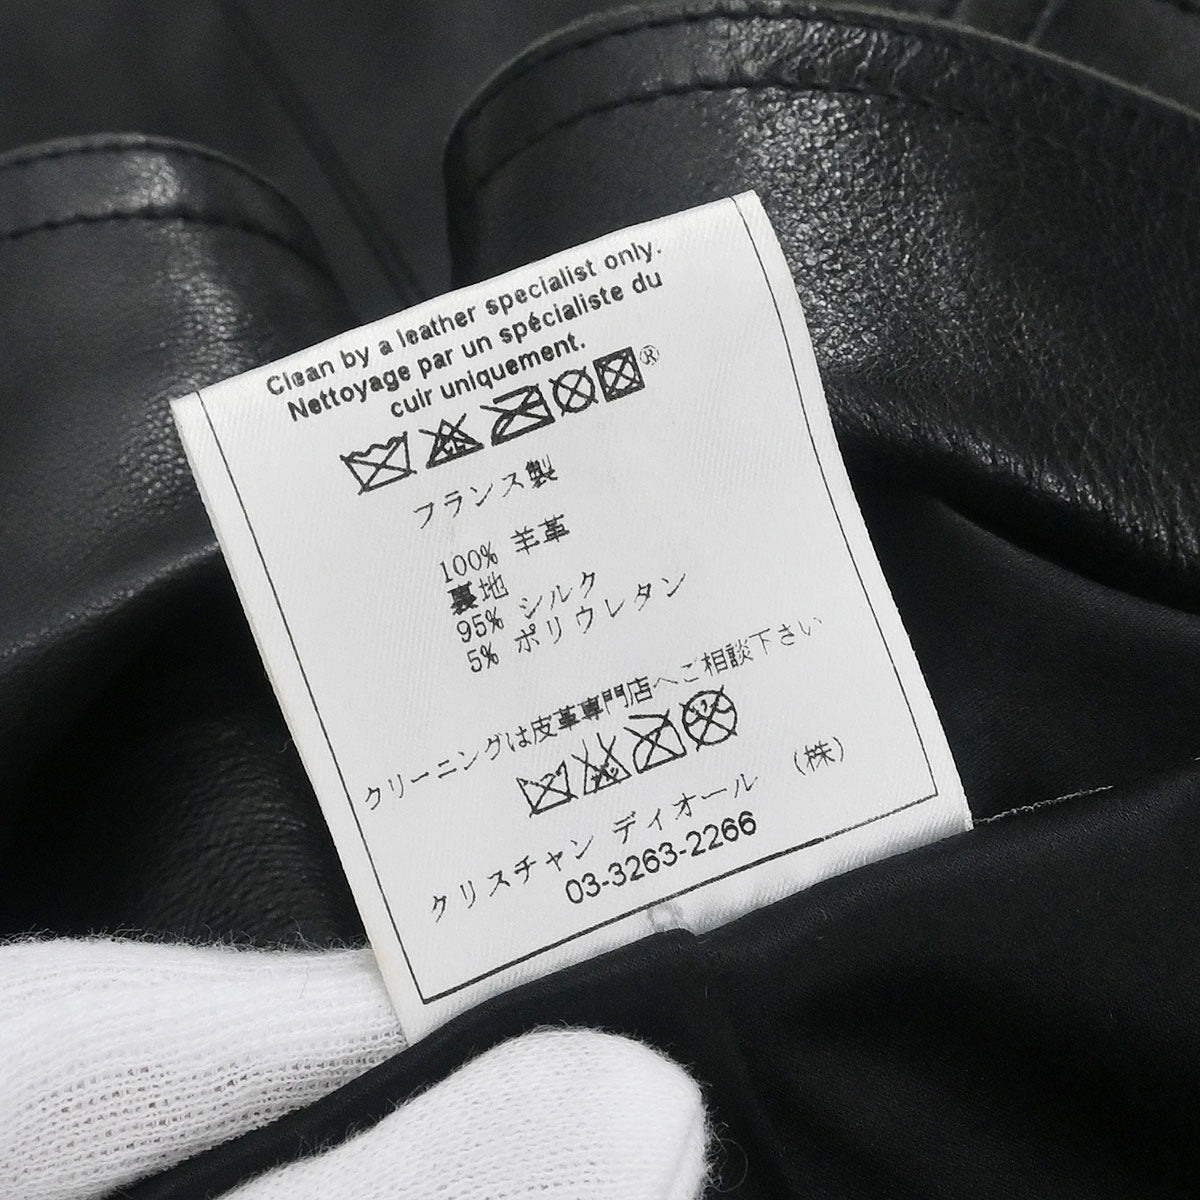 Clean by a leather specialist only.
Nettoyage par un spécialiste du
cuir uniquement.
®
フランス製
100% 羊革
裏地
95% シルク
5% ポリウレタン
クリーニングは皮革専門店へご相談下さい
クリスチャン ディオール (株)
03-3263-2266